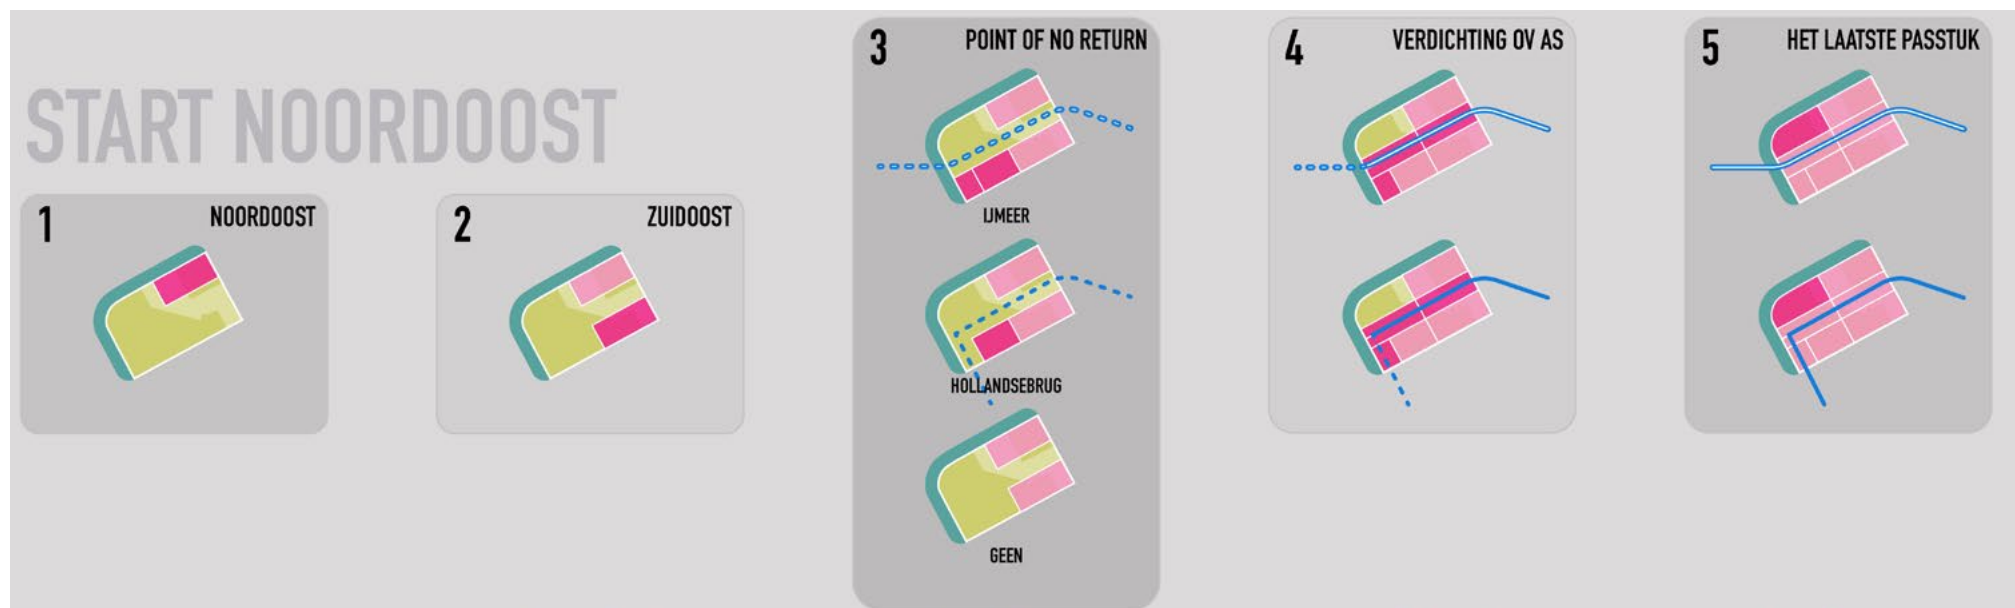 START NOORDOOST
1 NOORDOOST
2 ZUIDOOST
3 POINT OF NO RETURN
IJMEER
HOLLANDSEBRUG
GEEN
4 VERDICHTING OV AS
5 HET LAATSTE PASSTUK